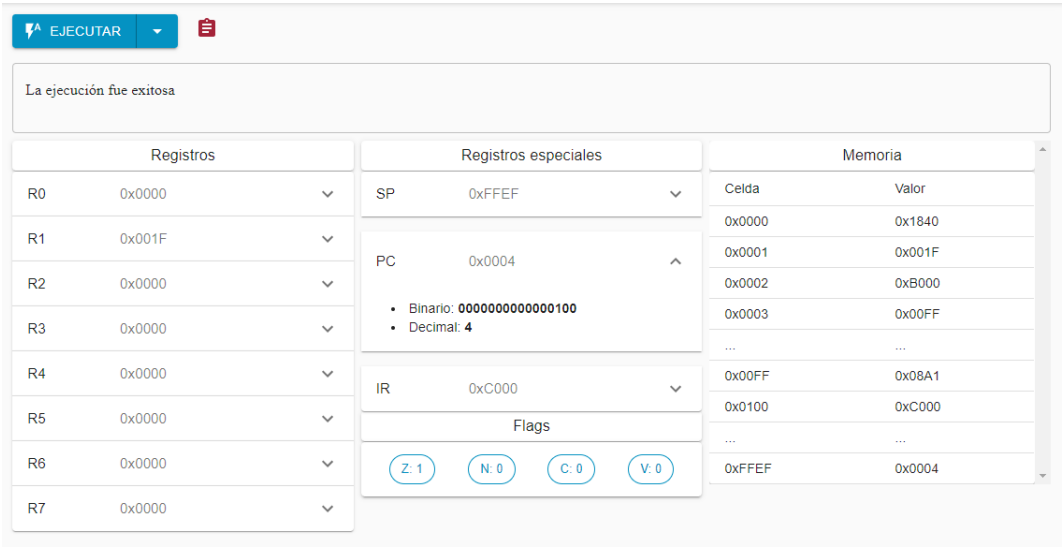 EJECUTAR
La ejecución fue exitosa
Registros
R0 0x0000
R1 0x001F
R2 0x0000
R3 0x0000
R4 0x0000
R5 0x0000
R6 0x0000
R7 0x0000
Registros especiales
SP 0xFFEF
PC 0x0004
• Binario: 0000000000000100
• Decimal: 4
IR 0xC000
Flags
Z: 1 N: 0 C: 0 V: 0
Memoria
Celda Valor
0x0000 0x1840
0x0001 0x001F
0x0002 0xB000
0x0003 0x00FF
... ...
0x00FF 0x08A1
0x0100 0xC000
... ...
0xFFEF 0x0004